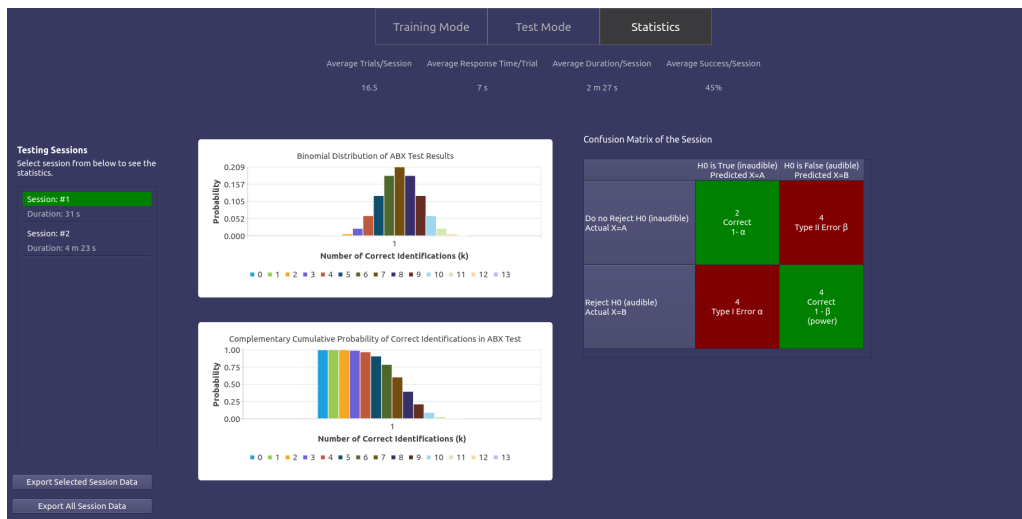 Training Mode
Test Mode
Statistics
Average Trials/Session
Average Response Time/Trial
Average Duration/Session
Average Success/Session
16.5
7 s
2 m 27 s
45%
Testing Sessions
Select session from below to see the
statistics.
Session: #1
Duration: 31 s
Session: #2
Duration: 4 m 23 s
Export Selected Session Data
Export All Session Data
Binomial Distribution of ABX Test Results
Probability
0.209
0.157
0.105
0.052
0.000
1
Number of Correct Identifications (k)
0 1 2 3 4 5 6 7 8 9 10 11 12 13
Complementary Cumulative Probability of Correct Identifications in ABX Test
Probability
1.00
0.75
0.50
0.25
0.00
1
Number of Correct Identifications (k)
0 1 2 3 4 5 6 7 8 9 10 11 12 13
Confusion Matrix of the Session
H0 is True (inaudible)
Predicted X=A
H0 is False (audible)
Predicted X=B
Do no Reject H0 (inaudible)
Actual X=A
2
Correct
1- α
4
Type II Error β
Reject H0 (audible)
Actual X=B
4
Type I Error α
4
Correct
1 - β
(power)